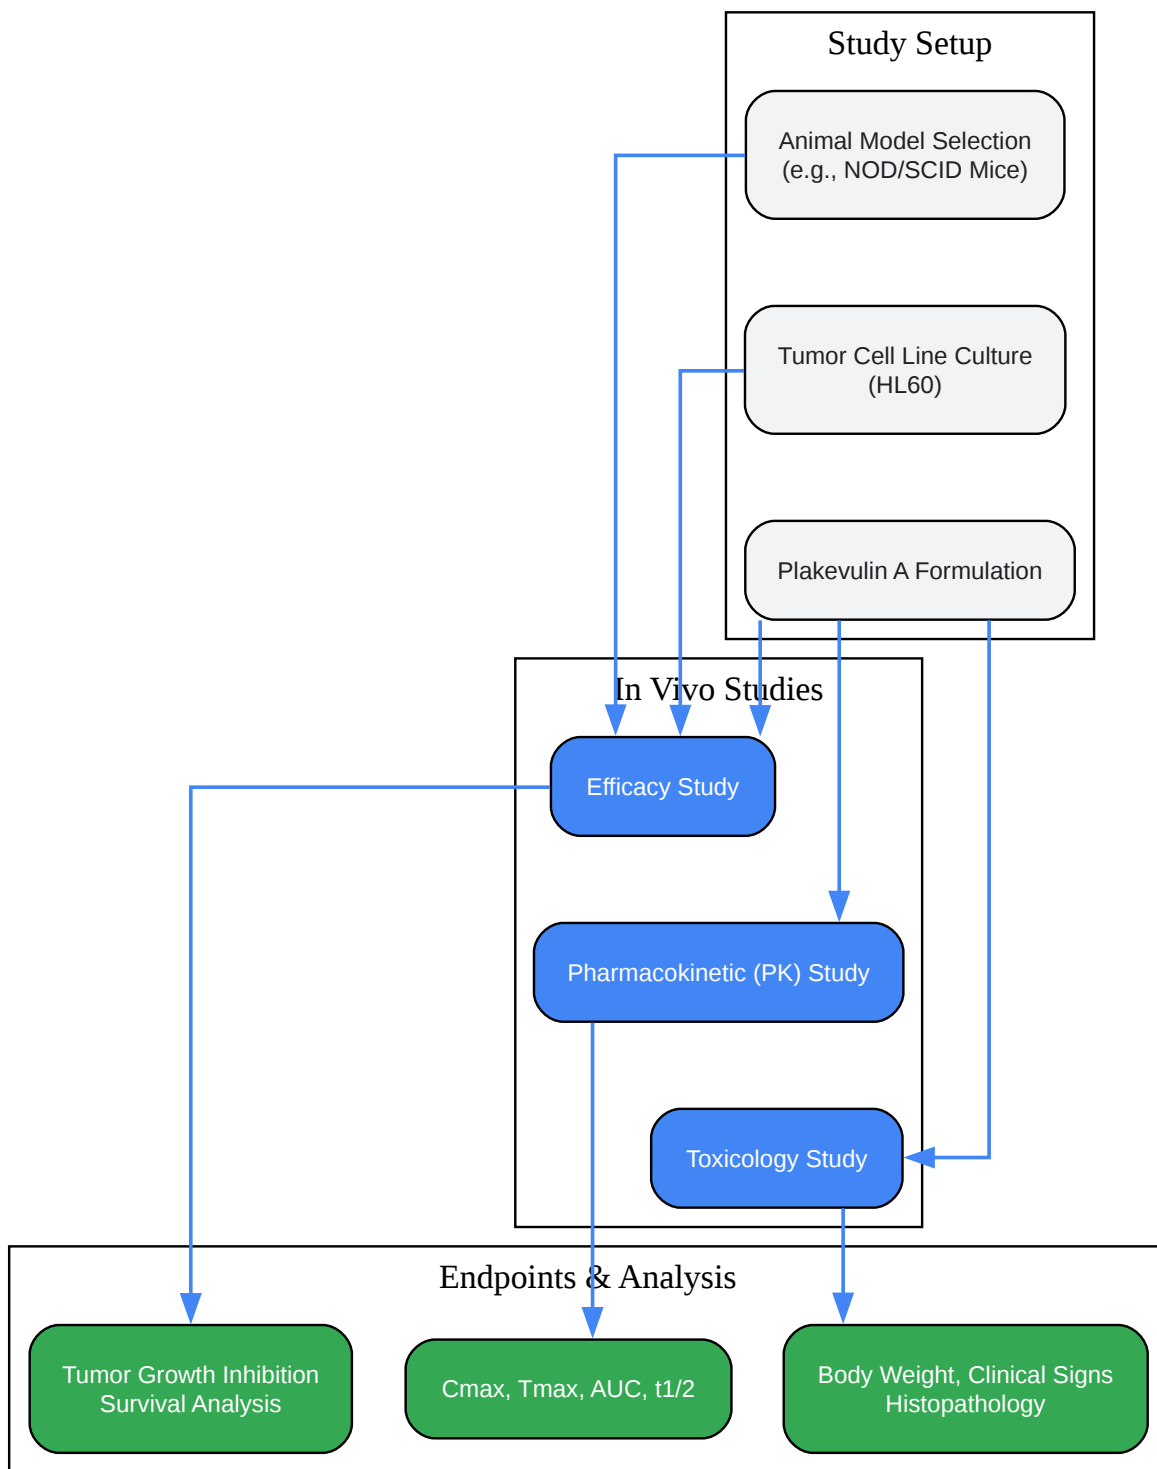 Study Setup
Animal Model Selection
(e.g., NOD/SCID Mice)
Tumor Cell Line Culture
(HL60)
Plakevulin A Formulation
In Vivo Studies
Efficacy Study
Pharmacokinetic (PK) Study
Toxicology Study
Endpoints & Analysis
Tumor Growth Inhibition
Survival Analysis
Cmax, Tmax, AUC, t1/2
Body Weight, Clinical Signs
Histopathology